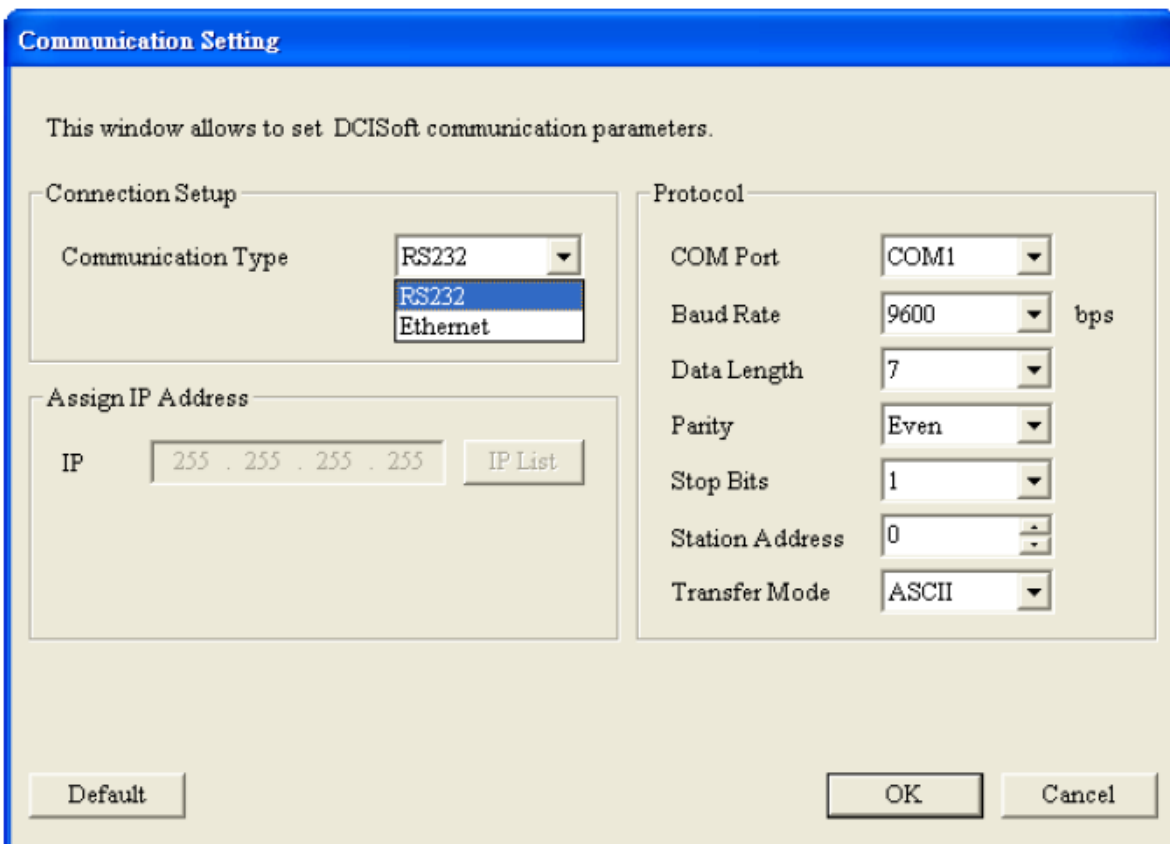 Communication Setting
This window allows to set DCISoft communication parameters.
Connection Setup
Communication Type RS232
RS232
Ethernet
Assign IP Address
IP 255 . 255 . 255 . 255 IP List
Protocol
COM Port COM1
Baud Rate 9600 bps
Data Length 7
Parity Even
Stop Bits 1
Station Address 0
Transfer Mode ASCII
Default OK Cancel